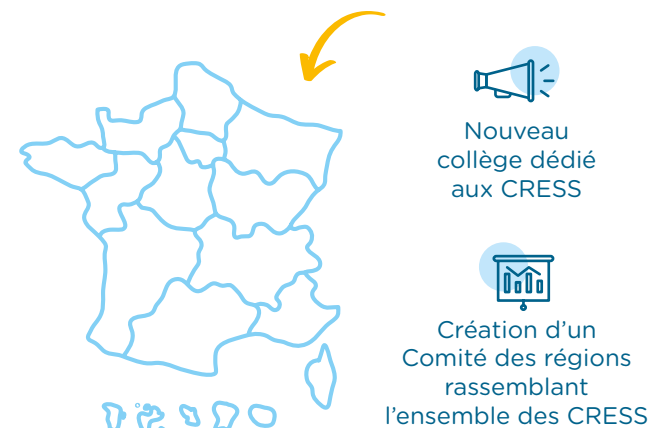 Nouveau
collège dédié
aux CRESS
Création d'un
Comité des régions
rassemblant
l'ensemble des CRESS